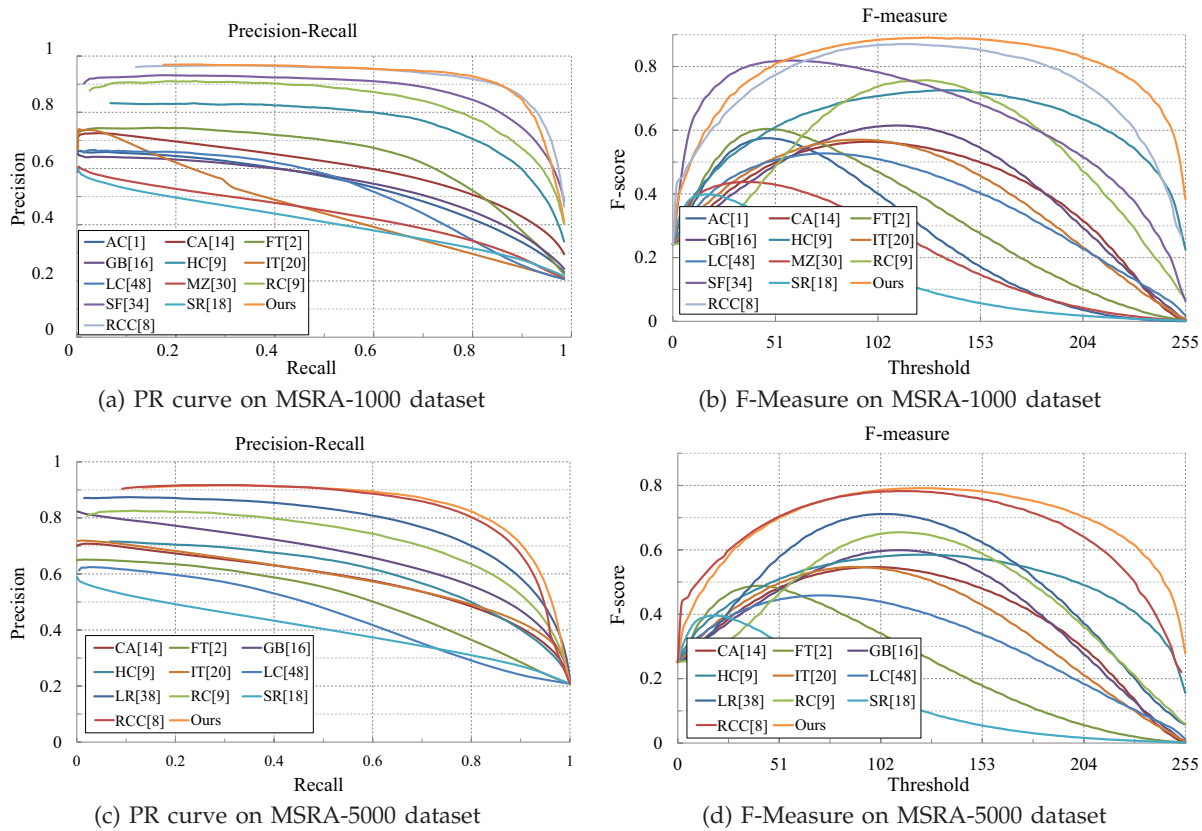 Precision-Recall
1
0.8
0.6
0.4
0.2
0
Precision
AC[1] CA[14] FT[2]
GB[16] HC[9] IT[20]
LC[48] MZ[30] RC[9]
SF[34] SR[18] Ours
RCC[8]
0 0.2 0.4 0.6 0.8 1
Recall
(a) PR curve on MSRA-1000 dataset
F-measure
0.8
0.6
0.4
0.2
0
F-score
AC[1] CA[14] FT[2]
GB[16] HC[9] IT[20]
LC[48] MZ[30] RC[9]
SF[34] SR[18] Ours
RCC[8]
0 51 102 153 204 255
Threshold
(b) F-Measure on MSRA-1000 dataset
Precision-Recall
1
0.8
0.6
0.4
0.2
0
Precision
CA[14] FT[2] GB[16]
HC[9] IT[20] LC[48]
LR[38] RC[9] SR[18]
RCC[8] Ours
0 0.2 0.4 0.6 0.8 1
Recall
(c) PR curve on MSRA-5000 dataset
F-measure
0.8
0.6
0.4
0.2
0
F-score
CA[14] FT[2] GB[16]
HC[9] IT[20] LC[48]
LR[38] RC[9] SR[18]
RCC[8] Ours
0 51 102 153 204 255
Threshold
(d) F-Measure on MSRA-5000 dataset